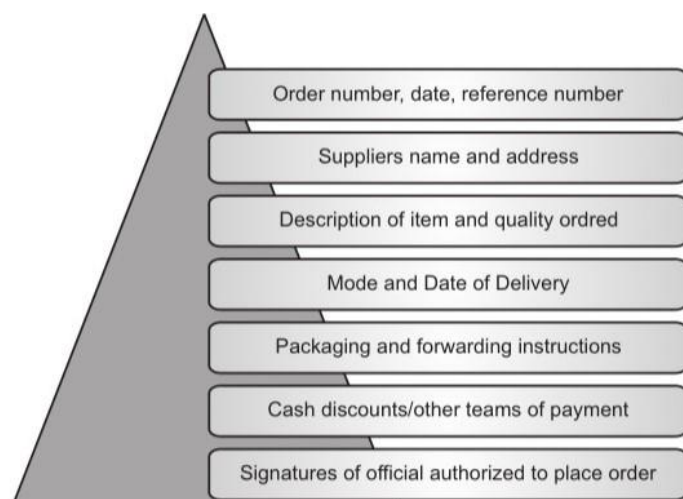 Order number, date, reference number
Suppliers name and address
Description of item and quality ordred
Mode and Date of Delivery
Packaging and forwarding instructions
Cash discounts/other teams of payment
Signatures of official authorized to place order